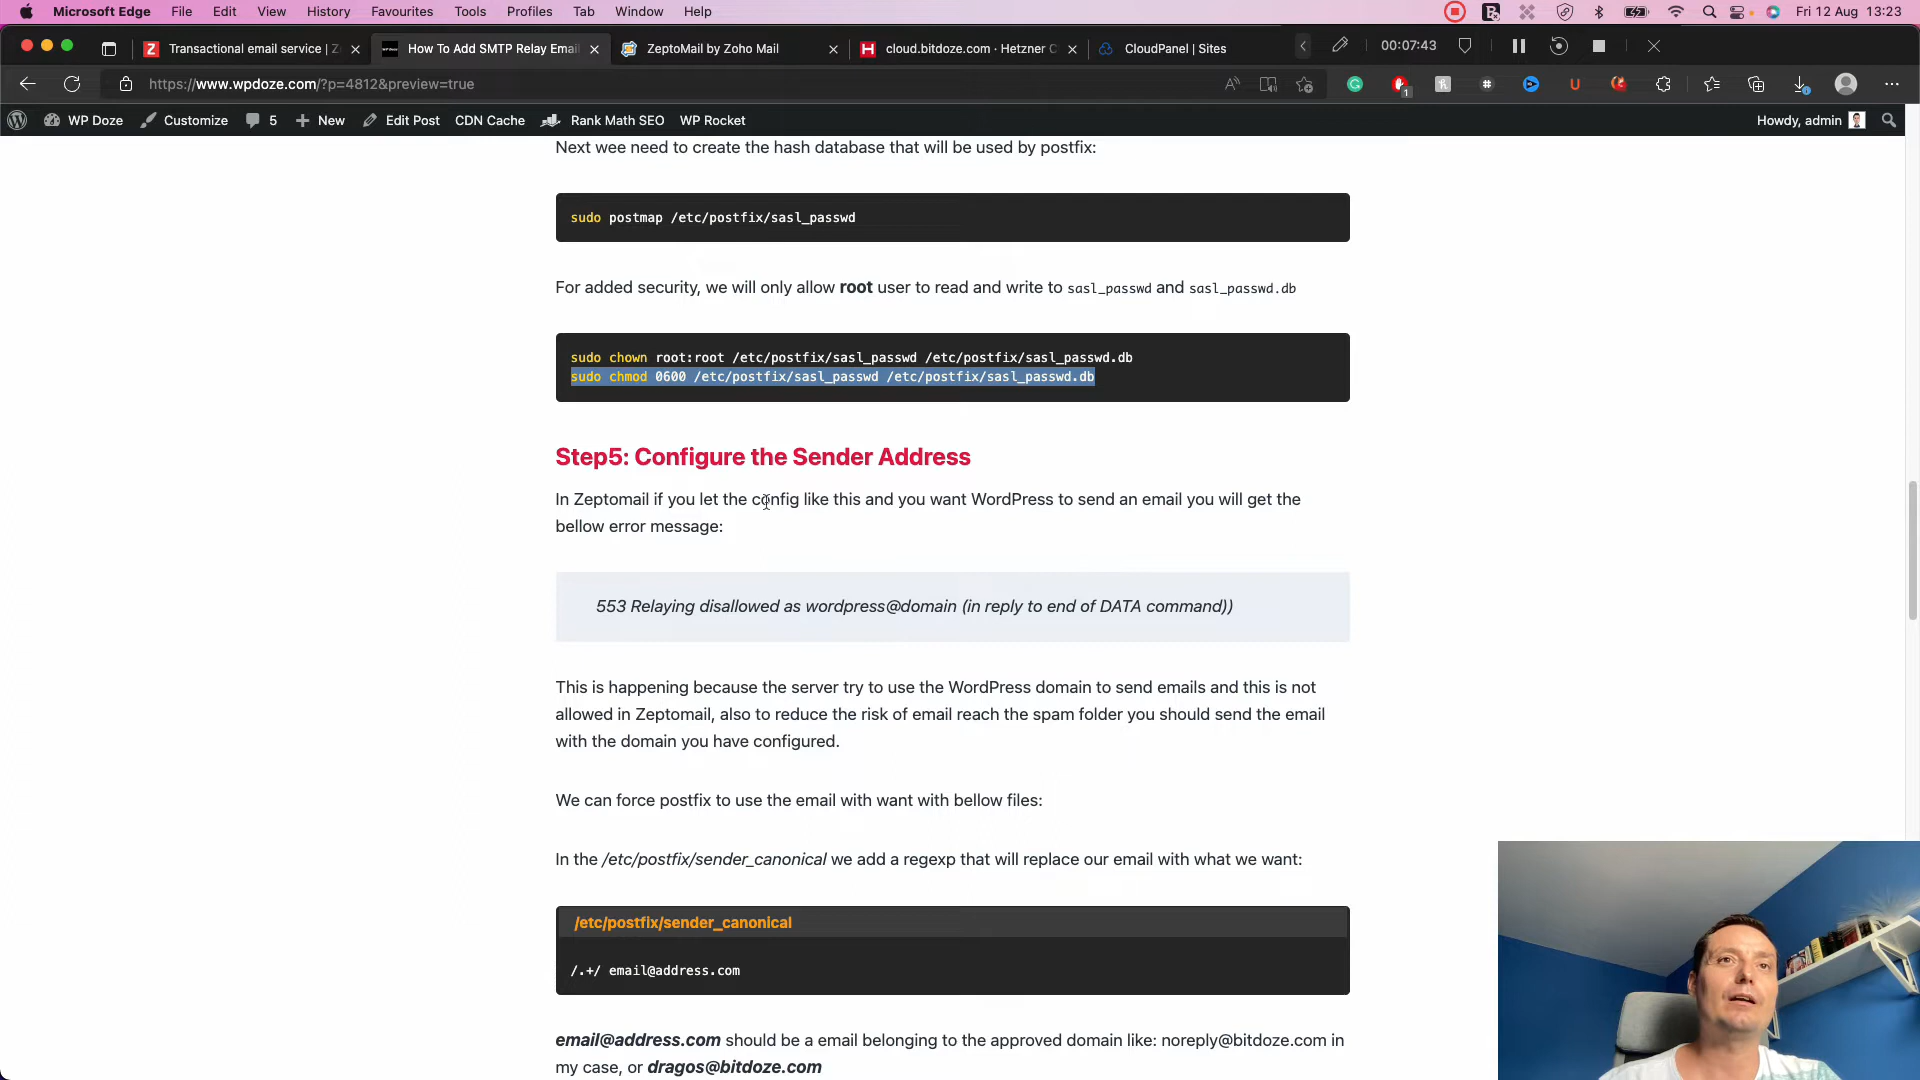 Microsoft Edge File Edit View History Favourites Tools Profiles Tab Window Help Fri 12 Aug 13:23
Transactional email service | Z
How To Add SMTP Relay Email
ZeptoMail by Zoho Mail
cloud.bitdoze.com · Hetzner C
CloudPanel | Sites
00:07:43
https://www.wpdoze.com/?p=4812&preview=true
WP Doze Customize 5 New Edit Post CDN Cache Rank Math SEO WP Rocket Howdy, admin
Next wee need to create the hash database that will be used by postfix:
sudo postmap /etc/postfix/sasl_passwd
For added security, we will only allow root user to read and write to sasl_passwd and sasl_passwd.db
sudo chown root:root /etc/postfix/sasl_passwd /etc/postfix/sasl_passwd.db
sudo chmod 0600 /etc/postfix/sasl_passwd /etc/postfix/sasl_passwd.db
Step5: Configure the Sender Address
In Zeptomail if you let the config like this and you want WordPress to send an email you will get the
bellow error message:
553 Relaying disallowed as wordpress@domain (in reply to end of DATA command))
This is happening because the server try to use the WordPress domain to send emails and this is not
allowed in Zeptomail, also to reduce the risk of email reach the spam folder you should send the email
with the domain you have configured.
We can force postfix to use the email with want with bellow files:
In the /etc/postfix/sender_canonical we add a regexp that will replace our email with what we want:
/etc/postfix/sender_canonical
/.+/ email@address.com
email@address.com should be a email belonging to the approved domain like: noreply@bitdoze.com in
my case, or dragos@bitdoze.com